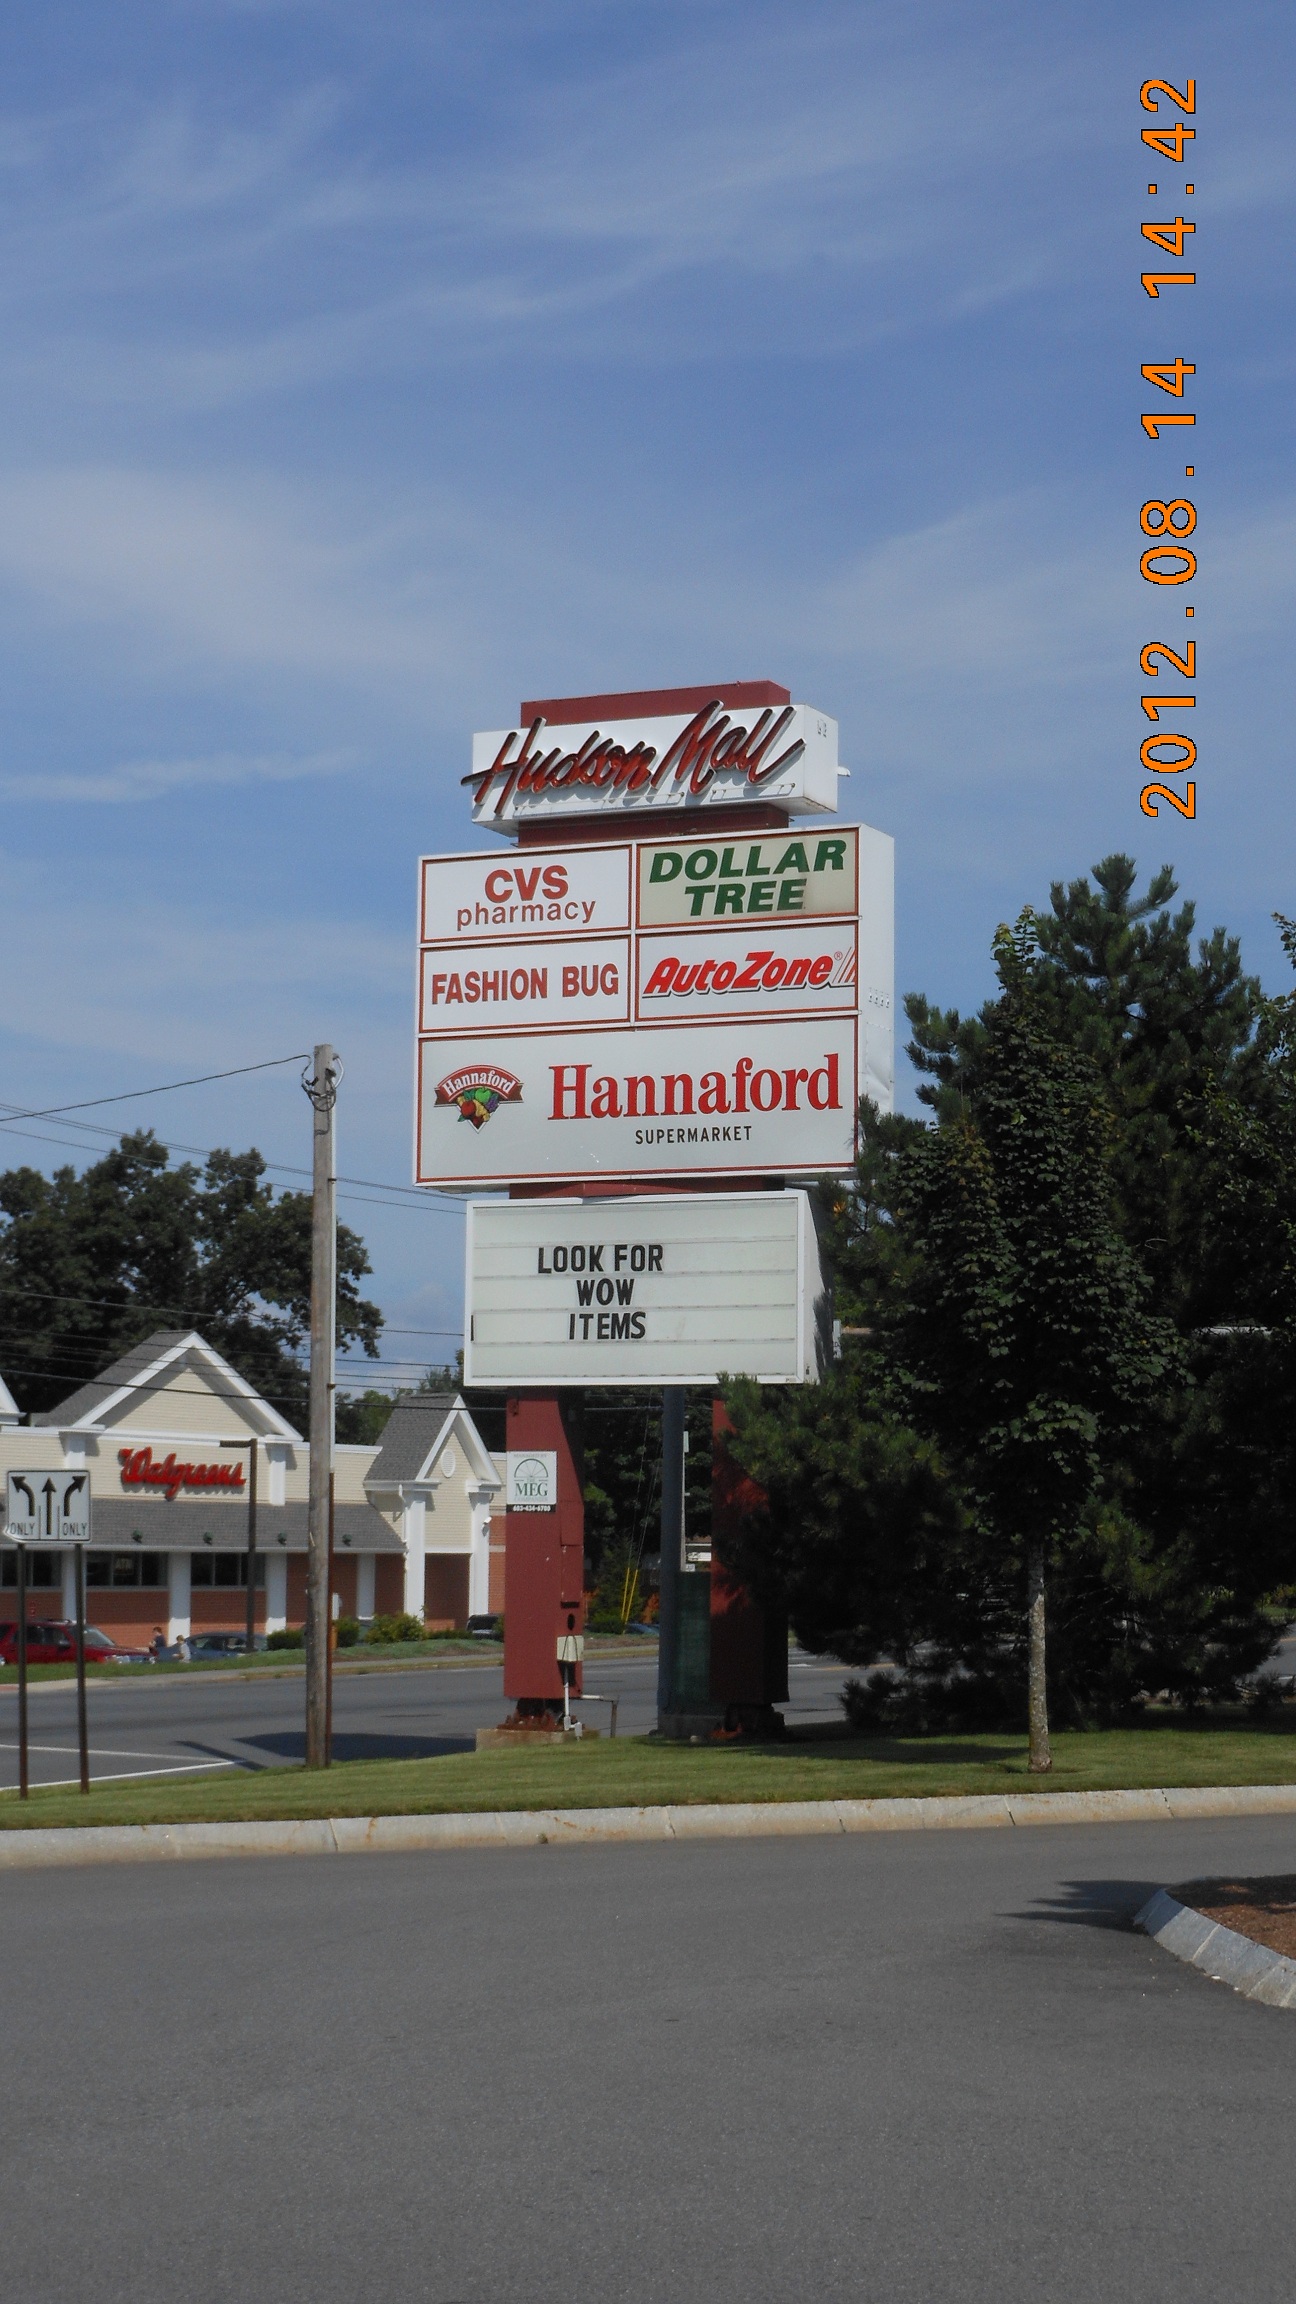 2012.08.14 14:42
Hudson Mall
CVS
pharmacy
DOLLAR
TREE
FASHION BUG
AutoZone®
Hannaford
Hannaford
SUPERMARKET
LOOK FOR
WOW
ITEMS
Walgreens
MEG
ONLY ONLY